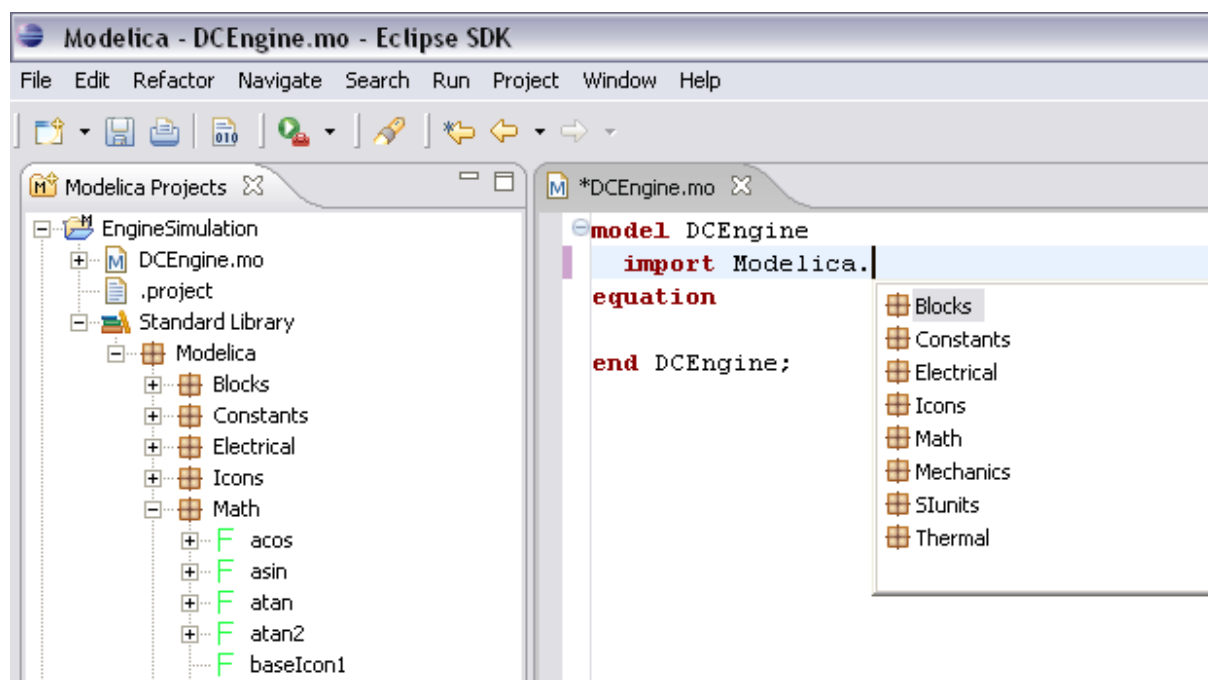 Modelica - DCEngine.mo - Eclipse SDK
File Edit Refactor Navigate Search Run Project Window Help
010
Modelica Projects
EngineSimulation
DCEngine.mo
.project
Standard Library
Modelica
Blocks
Constants
Electrical
Icons
Math
acos
asin
atan
atan2
baseIcon1
*DCEngine.mo
model DCEngine
import Modelica.
equation
end DCEngine;
Blocks
Constants
Electrical
Icons
Math
Mechanics
SIunits
Thermal